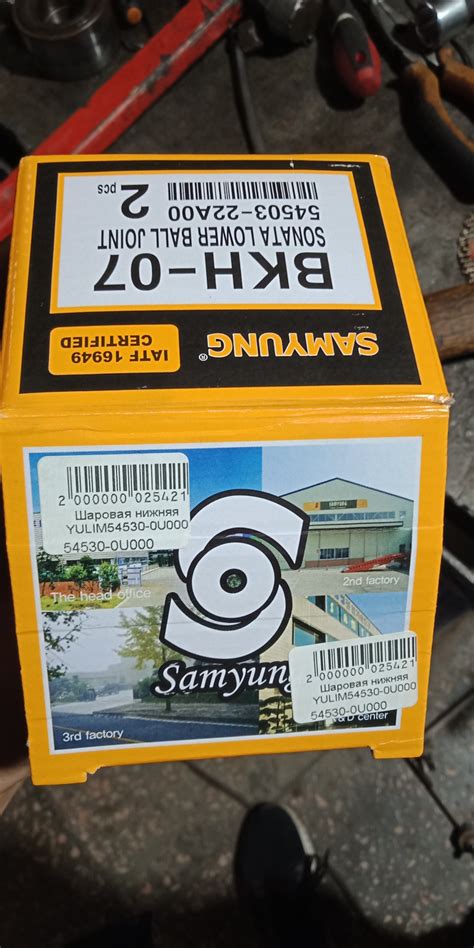 BKH-07
SONATA LOWER BALL JOINT
54503-22A00
2 pcs
SAMYUNG®
IATF 16949
CERTIFIED
2 000000 025421
Шаровая нижняя
YULIM54530-0U000
54530-0U000
SAMYUNG
The head office
2nd factory
Samyung
3rd factory
2 000000 025421
Шаровая нижняя
YULIM54530-0U000
54530-0U000
&D center